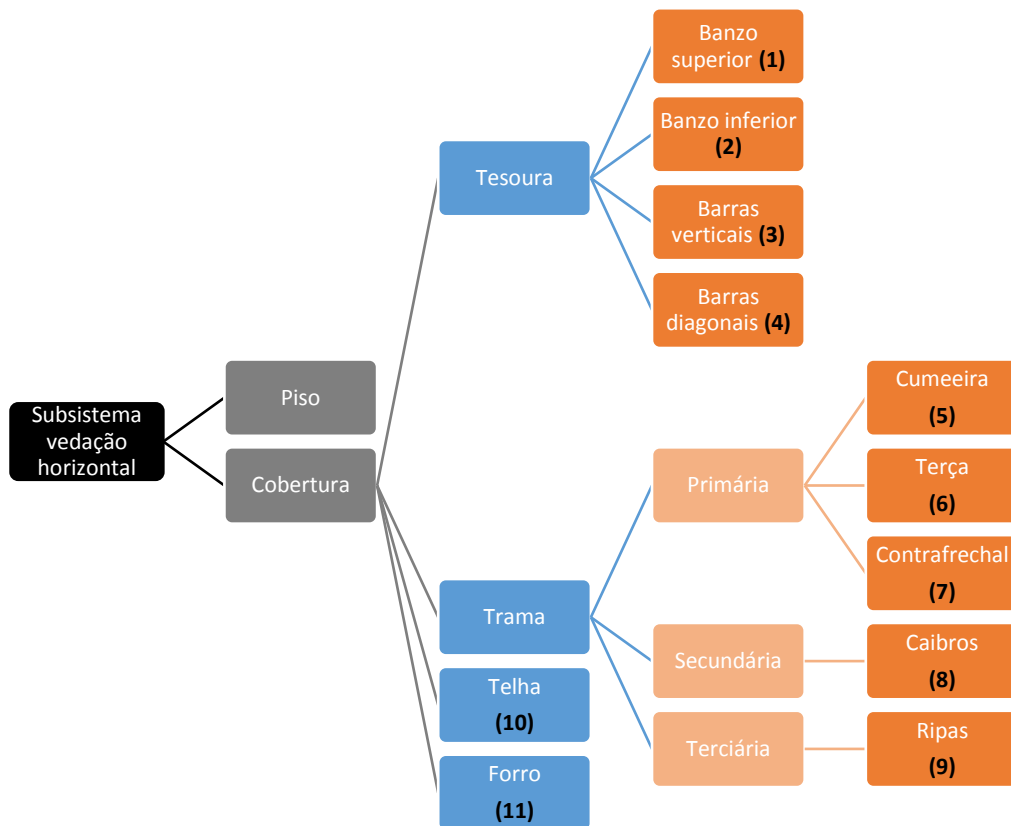 Banzo
superior (1)
Banzo inferior
(2)
Tesoura
Barras
verticais (3)
Barras
diagonais (4)
Subsistema
vedação
horizontal
Piso
Cobertura
Cumeeira
(5)
Primária
Terça
(6)
Contrafrechal
(7)
Trama
Secundária
Caibros
(8)
Telha
(10)
Terciária
Ripas
(9)
Forro
(11)